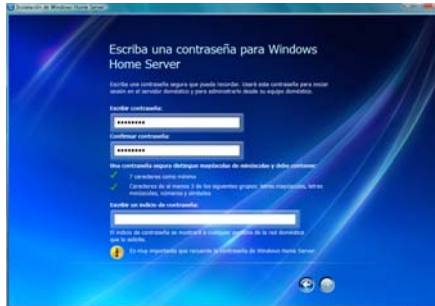 Instalación de Windows Home Server
Escriba una contraseña para Windows
Home Server
Escriba una contraseña segura que pueda recordar. Usará esta contraseña para iniciar
sesión en el servidor doméstico y para administrarlo desde su equipo doméstico.
Escribir contraseña:
Confirmar contraseña:
Una contraseña segura distingue mayúsculas de minúsculas y debe contener:
7 caracteres como mínimo
Caracteres de al menos 3 de los siguientes grupos: letras mayúsculas, letras
minúsculas, números y símbolos
Escribir un indicio de contraseña:
El indicio de contraseña se mostrará a cualquier persona de la red doméstica
que lo solicite.
Es muy importante que recuerde la contraseña de Windows Home Server.